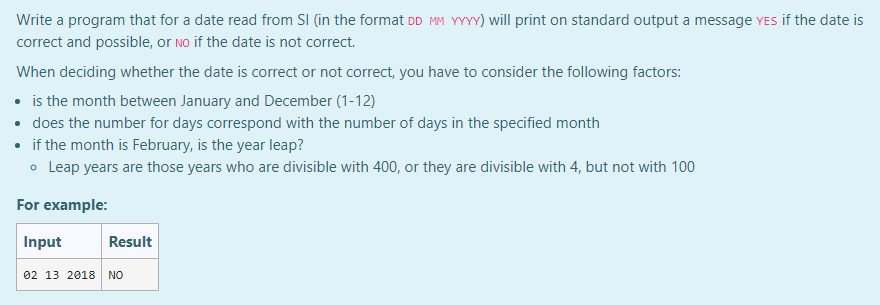 Write a program that for a date read from SI (in the format DD MM YYYY) will print on standard output a message YES if the date is
correct and possible, or NO if the date is not correct.
When deciding whether the date is correct or not correct, you have to consider the following factors:
• is the month between January and December (1-12)
• does the number for days correspond with the number of days in the specified month
• if the month is February, is the year leap?
◦ Leap years are those years who are divisible with 400, or they are divisible with 4, but not with 100
For example:
Input Result
02 13 2018 NO